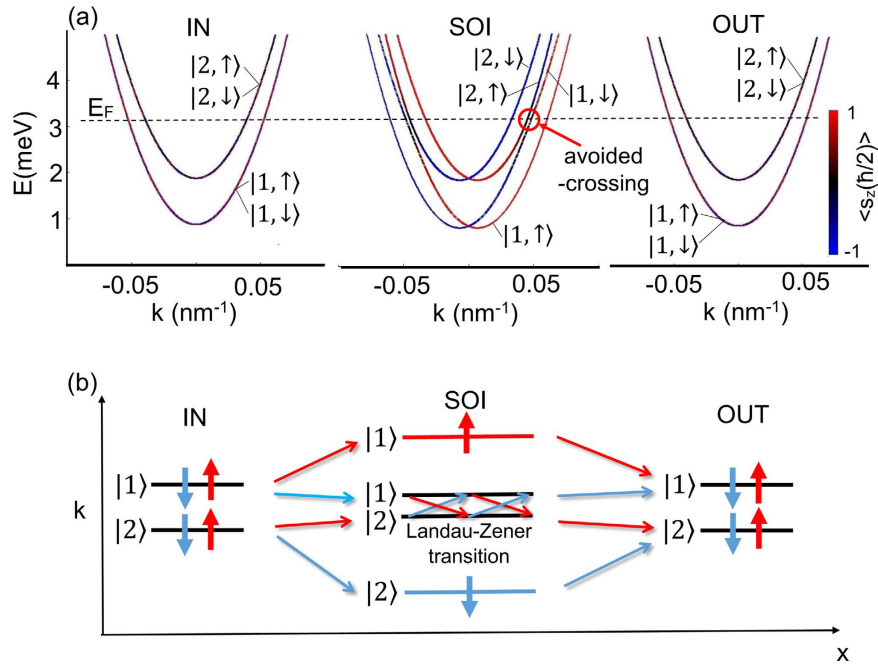 (a)
IN
SOI
OUT
E(meV)
4
3
2
1
E_F
|2,↑⟩
|2,↓⟩
|1,↑⟩
|1,↓⟩
-0.05
0.05
k (nm⁻¹)
|2,↓⟩
|2,↑⟩
|1,↓⟩
avoided
-crossing
|1,↑⟩
-0.05
0.05
k (nm⁻¹)
|2,↑⟩
|2,↓⟩
|1,↑⟩
|1,↓⟩
-0.05
0.05
k (nm⁻¹)
1
-1
<s_z(ħ/2)>
(b)
IN
SOI
OUT
k
|1⟩
|2⟩
|1⟩
|1⟩
|2⟩
Landau-Zener
transition
|2⟩
|1⟩
|2⟩
x